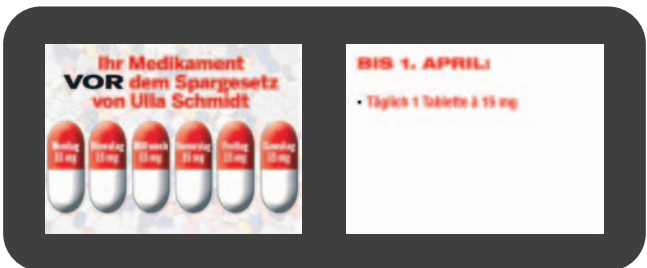 Ihr Medikament
VOR dem Spargesetz
von Ulla Schmidt
Montag Dienstag Mittwoch Donnerstag Freitag Samstag
15 mg 15 mg 15 mg 15 mg 15 mg 15 mg
BIS 1. APRIL:
• Täglich 1 Tablette à 15 mg